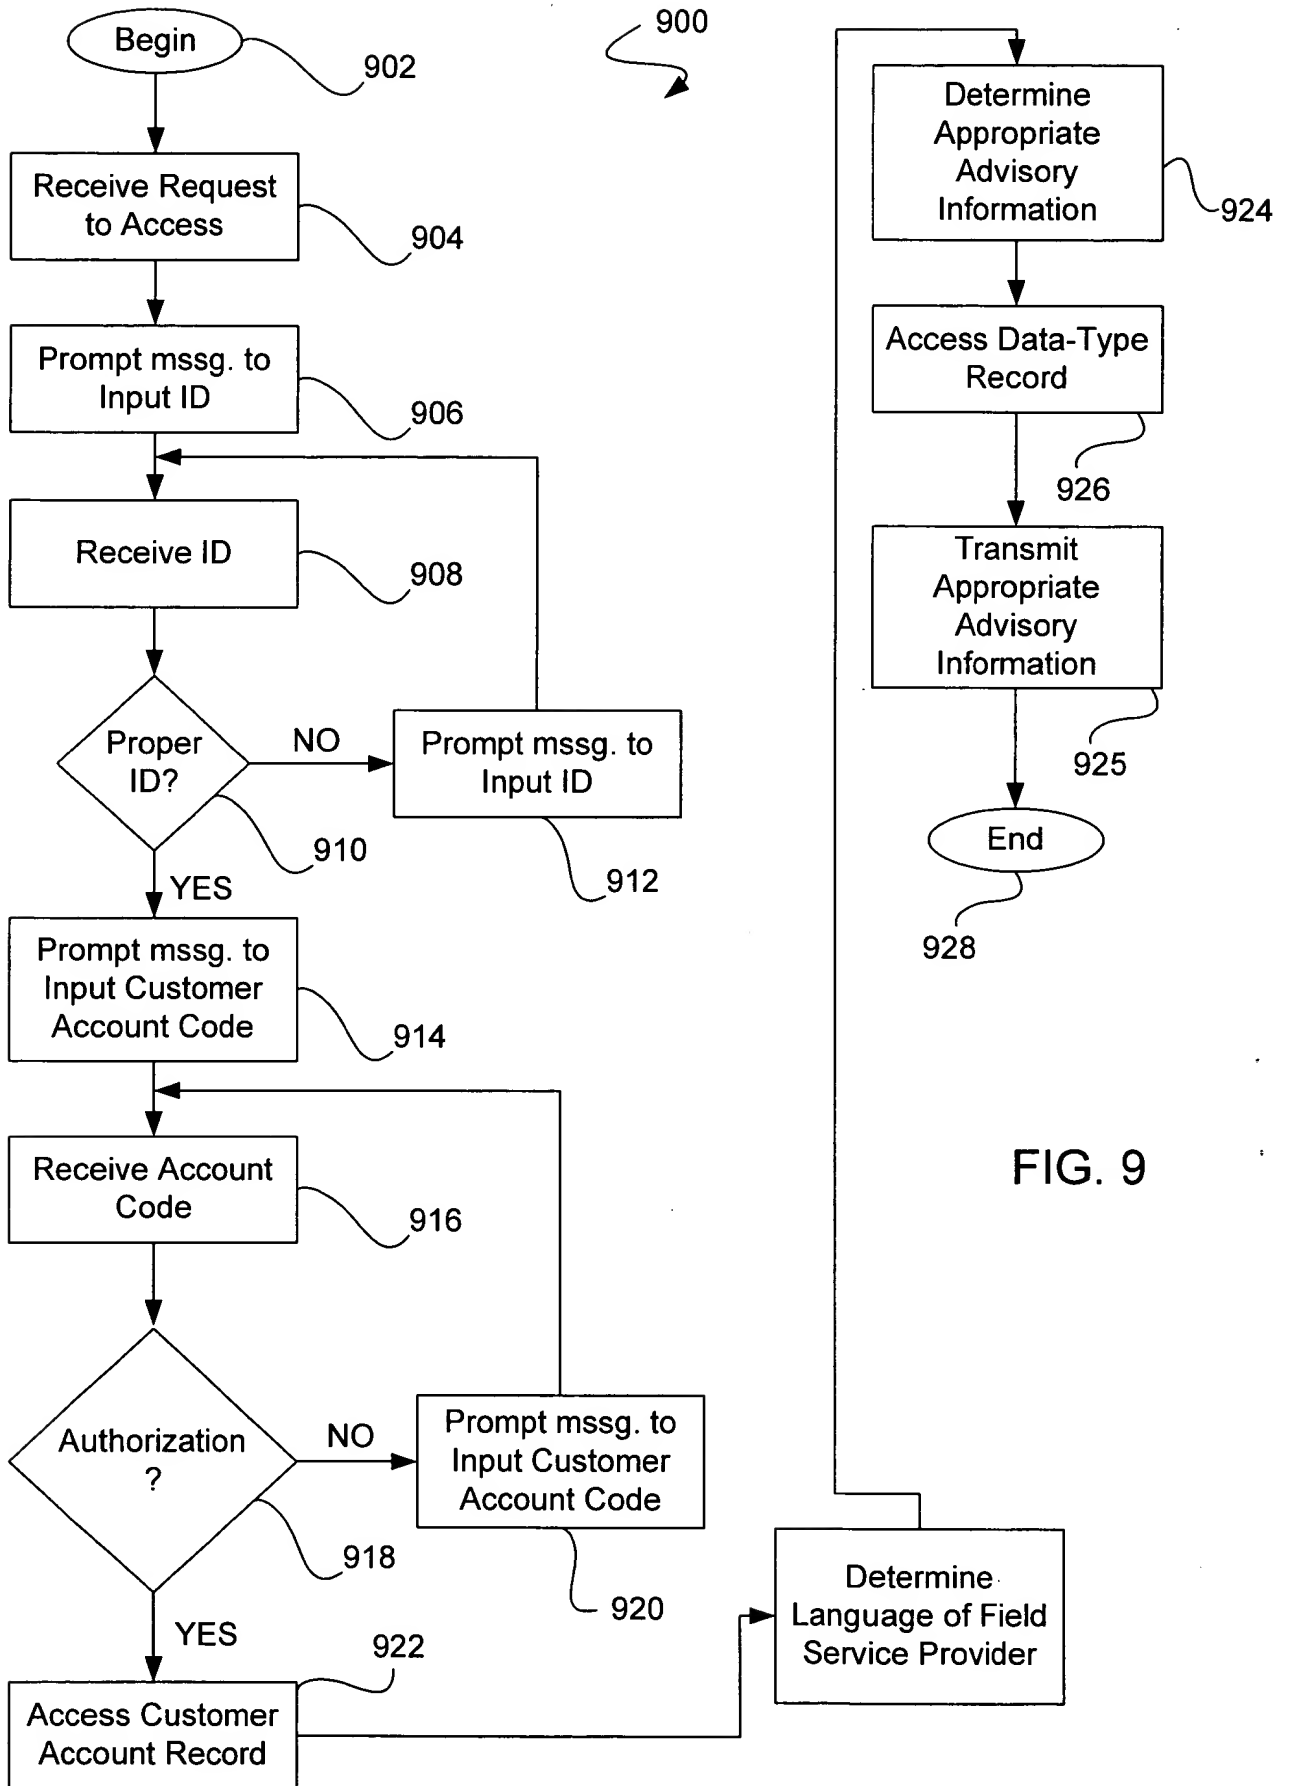 Begin
902
900
Receive Request
to Access
904
Prompt mssg. to
Input ID
906
Receive ID
908
Proper
ID?
NO
910
YES
Prompt mssg. to
Input ID
912
Prompt mssg. to
Input Customer
Account Code
914
Receive Account
Code
916
Authorization
?
NO
918
YES
Prompt mssg. to
Input Customer
Account Code
920
922
Access Customer
Account Record
Determine
Language of Field
Service Provider
Determine
Appropriate
Advisory
Information
924
Access Data-Type
Record
926
Transmit
Appropriate
Advisory
Information
925
End
928
FIG. 9